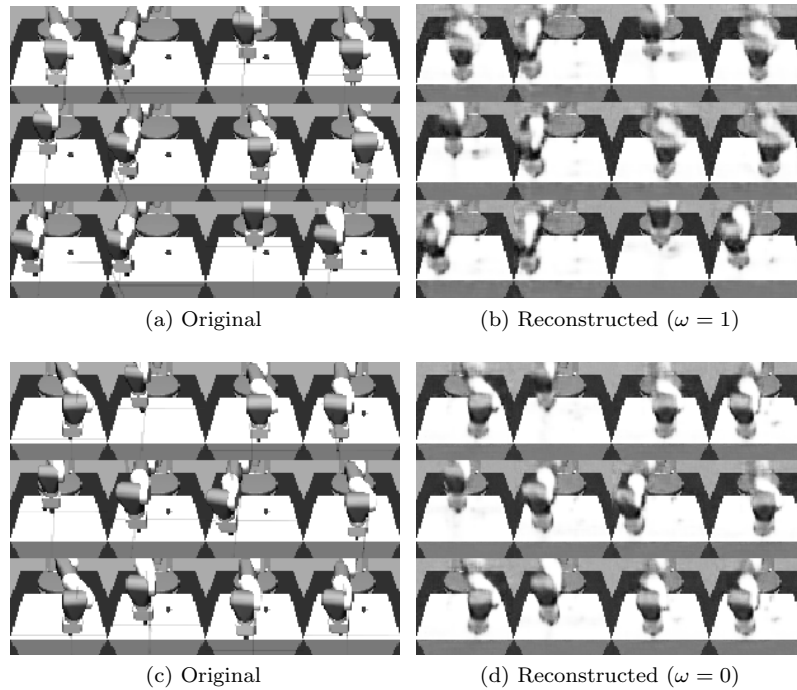 (a) Original
(b) Reconstructed (ω = 1)
(c) Original
(d) Reconstructed (ω = 0)